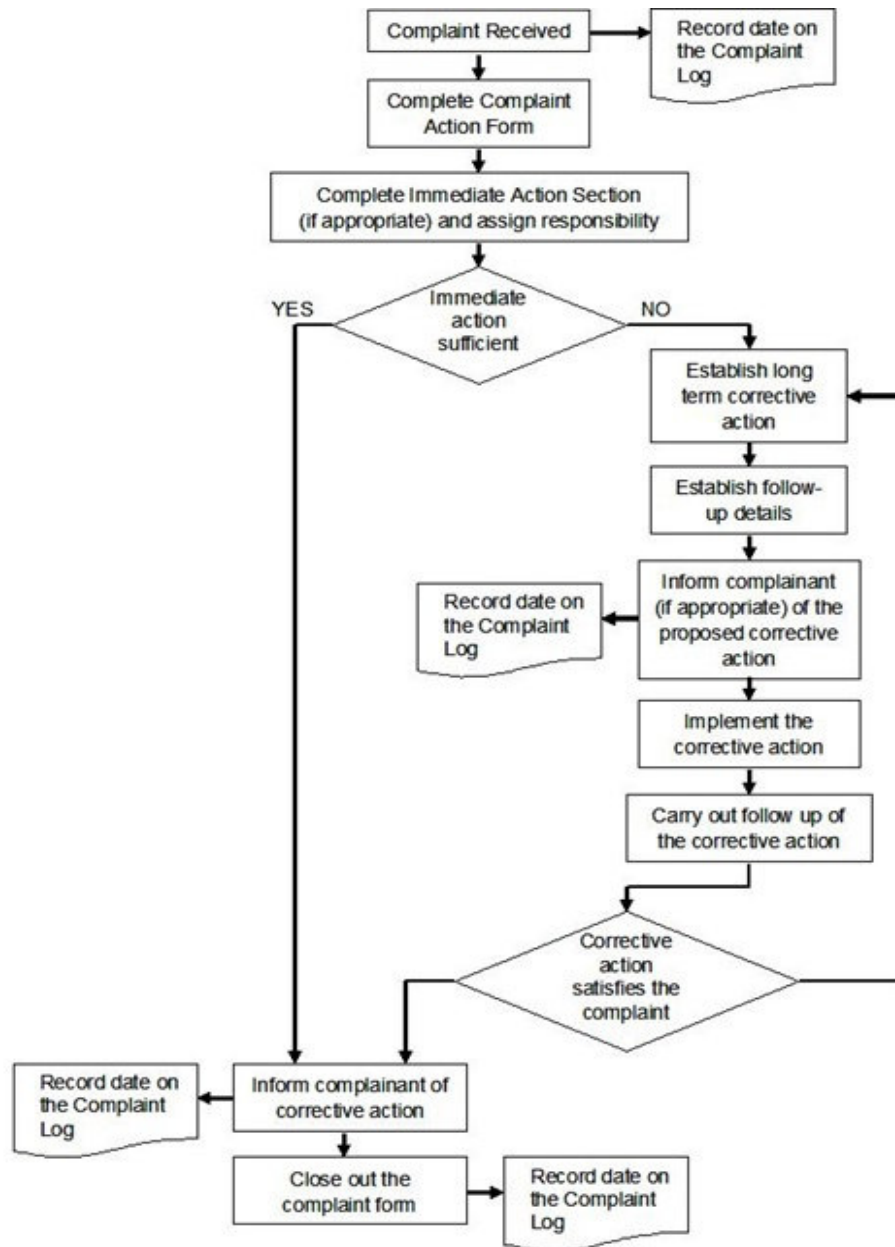 Complaint Received
Record date on
the Complaint
Log
Complete Complaint
Action Form
Complete Immediate Action Section
(if appropriate) and assign responsibility
YES
Immediate
action
sufficient
NO
Establish long
term corrective
action
Establish follow-
up details
Inform complainant
(if appropriate) of the
proposed corrective
action
Record date on
the Complaint
Log
Implement the
corrective action
Carry out follow up of
the corrective action
Corrective
action
satisfies the
complaint
Inform complainant of
corrective action
Record date on
the Complaint
Log
Close out the
complaint form
Record date on
the Complaint
Log